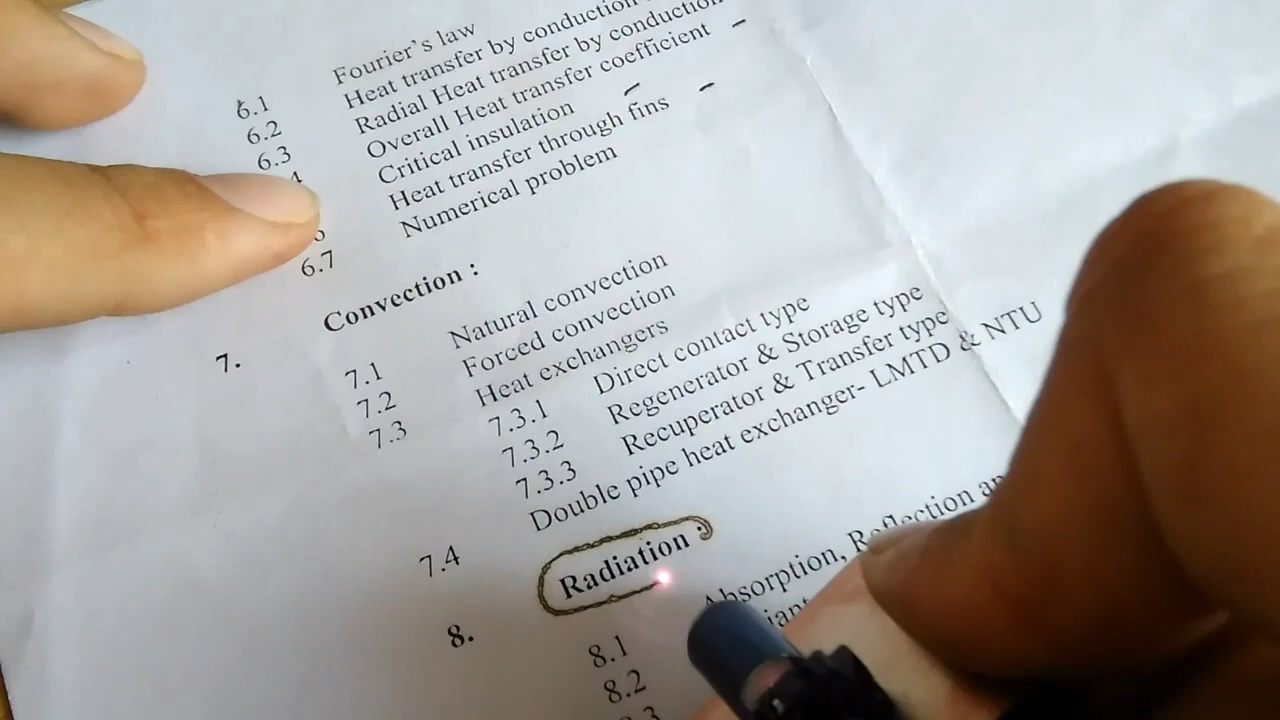 Fourier's law
6.1 Heat transfer by conduction
6.2 Radial Heat transfer by conduction
6.3 Overall Heat transfer coefficient
Critical insulation
Heat transfer through fins
6.7 Numerical problem
7. Convection :
7.1 Natural convection
7.2 Forced convection
7.3 Heat exchangers
7.3.1 Direct contact type
7.3.2 Regenerator & Storage type
7.3.3 Recuperator & Transfer type
7.4 Double pipe heat exchanger- LMTD & NTU
8. Radiation :
8.1 Absorption, Reflection
8.2